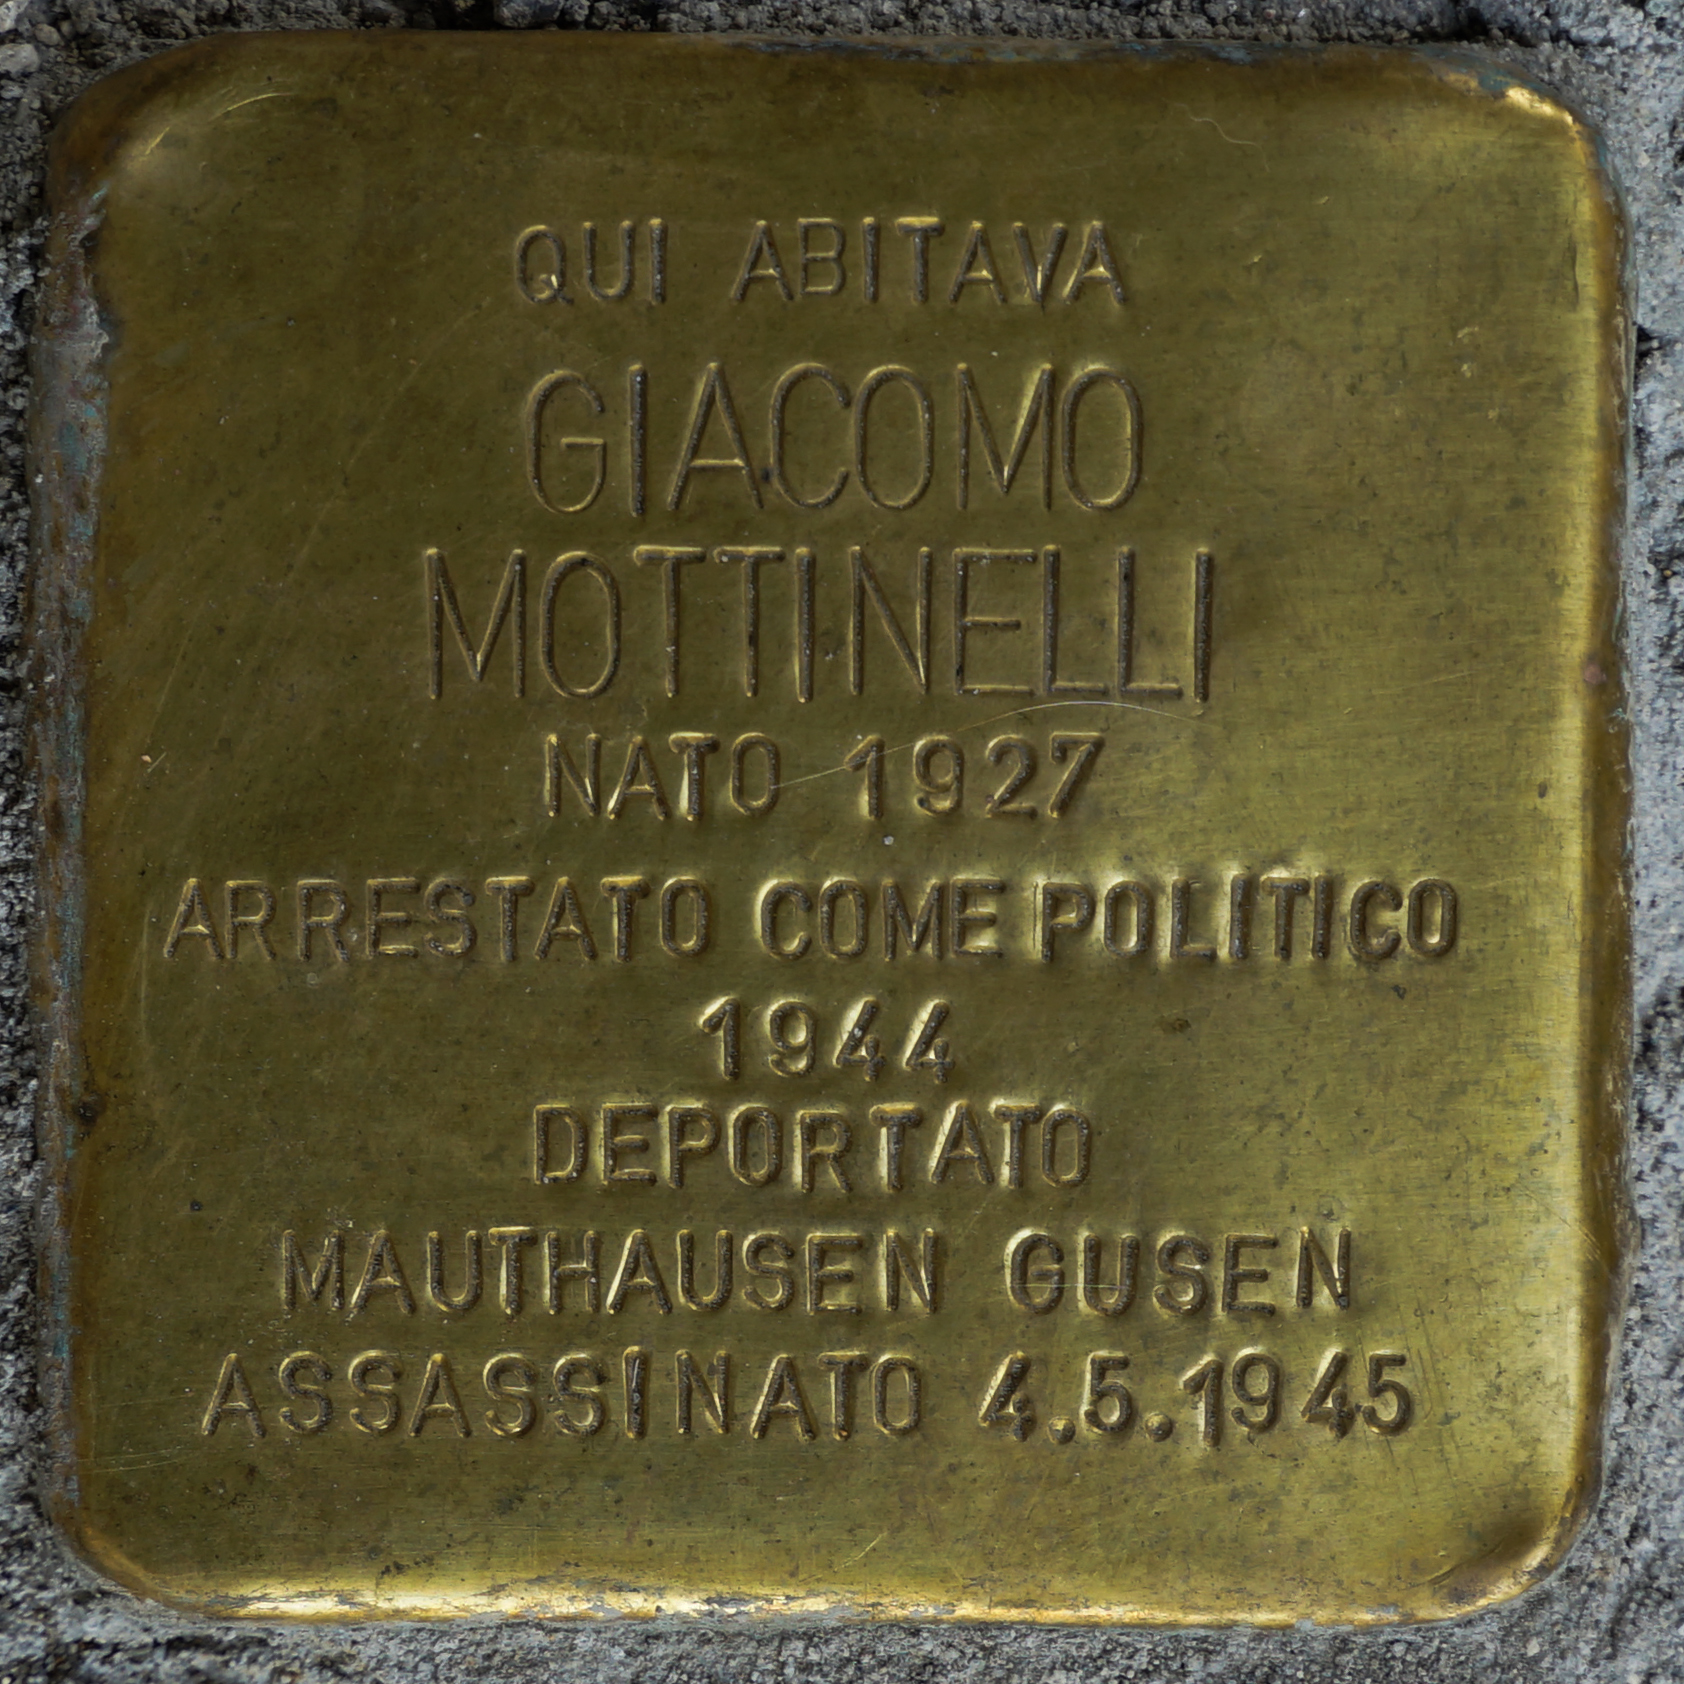 QUI ABITAVA
GIACOMO
MOTTINELLI
NATO 1927
ARRESTATO COME POLITICO
1944
DEPORTATO
MAUTHAUSEN GUSEN
ASSASSINATO 4.5.1945